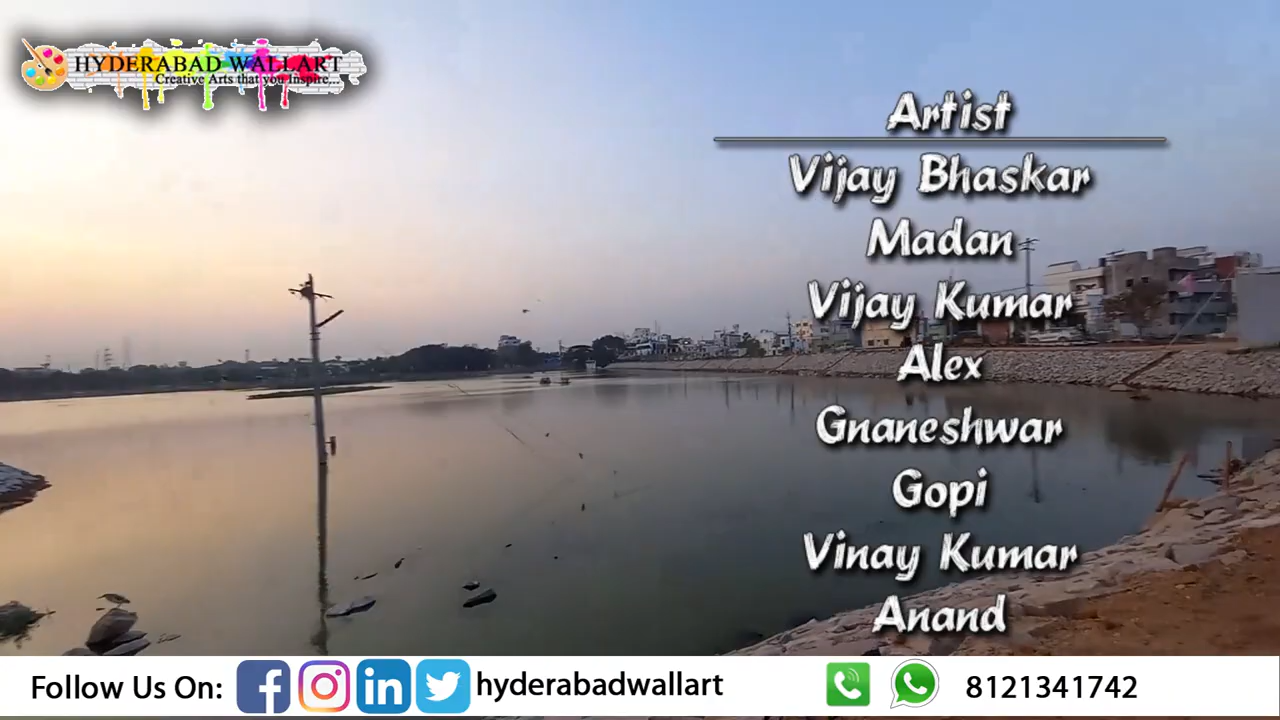 HYDERABAD WALLART
Creative Arts that you Inspire...
Artist
Vijay Bhaskar
Madan
Vijay Kumar
Alex
Gnaneshwar
Gopi
Vinay Kumar
Anand
Follow Us On: hyderabadwallart 8121341742